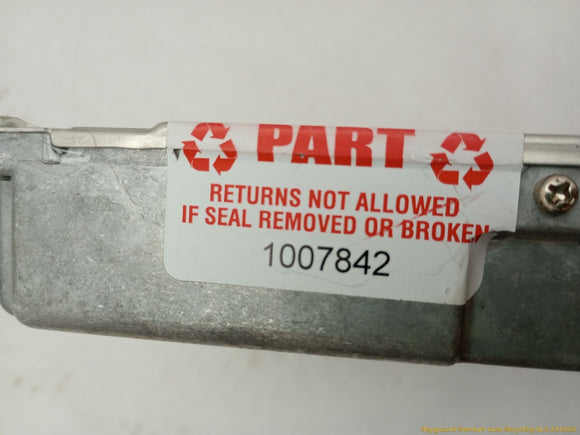 PART
RETURNS NOT ALLOWED
IF SEAL REMOVED OR BROKEN
1007842